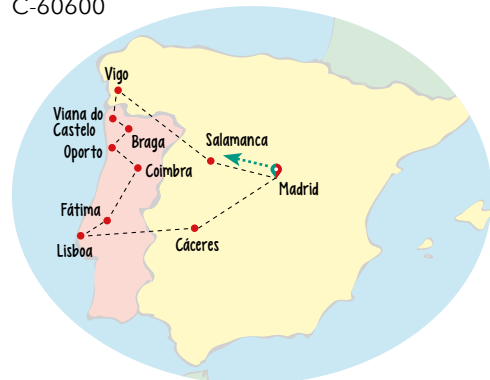 C-60600
Vigo
Viana do
Castelo
Braga
Oporto
Salamanca
Coimbra
Madrid
Fátima
Lisboa
Cáceres